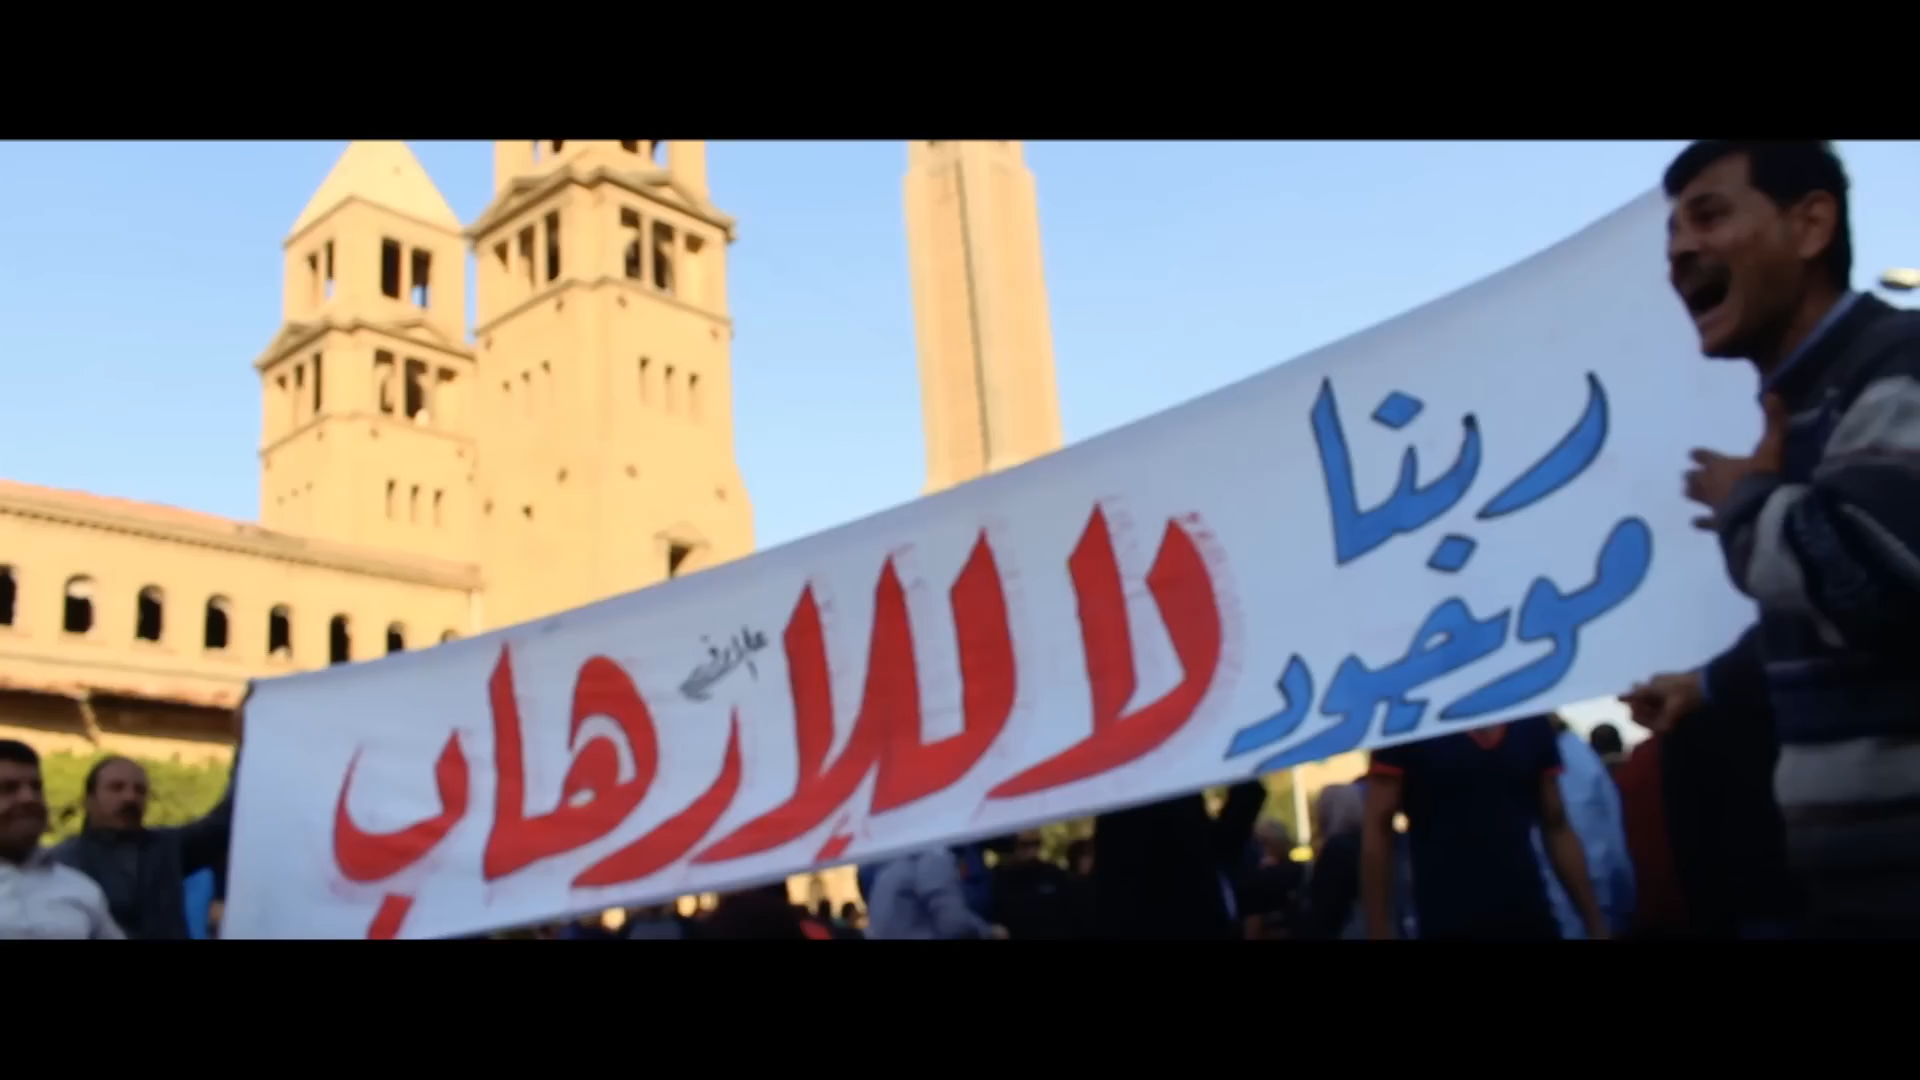 ربنا
موجود
لا للإرهاب